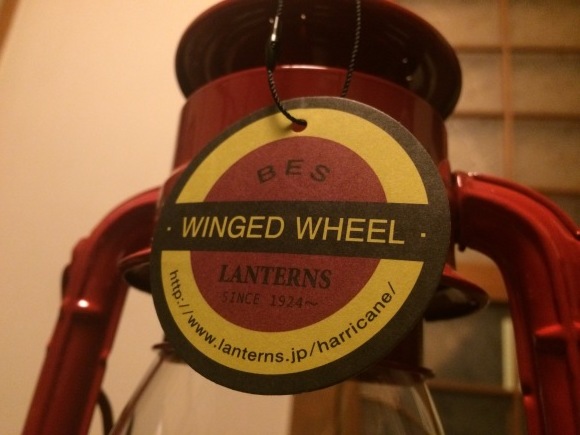 BES
· WINGED WHEEL ·
LANTERNS
SINCE 1924~
http://www.lanterns.jp/harricane/